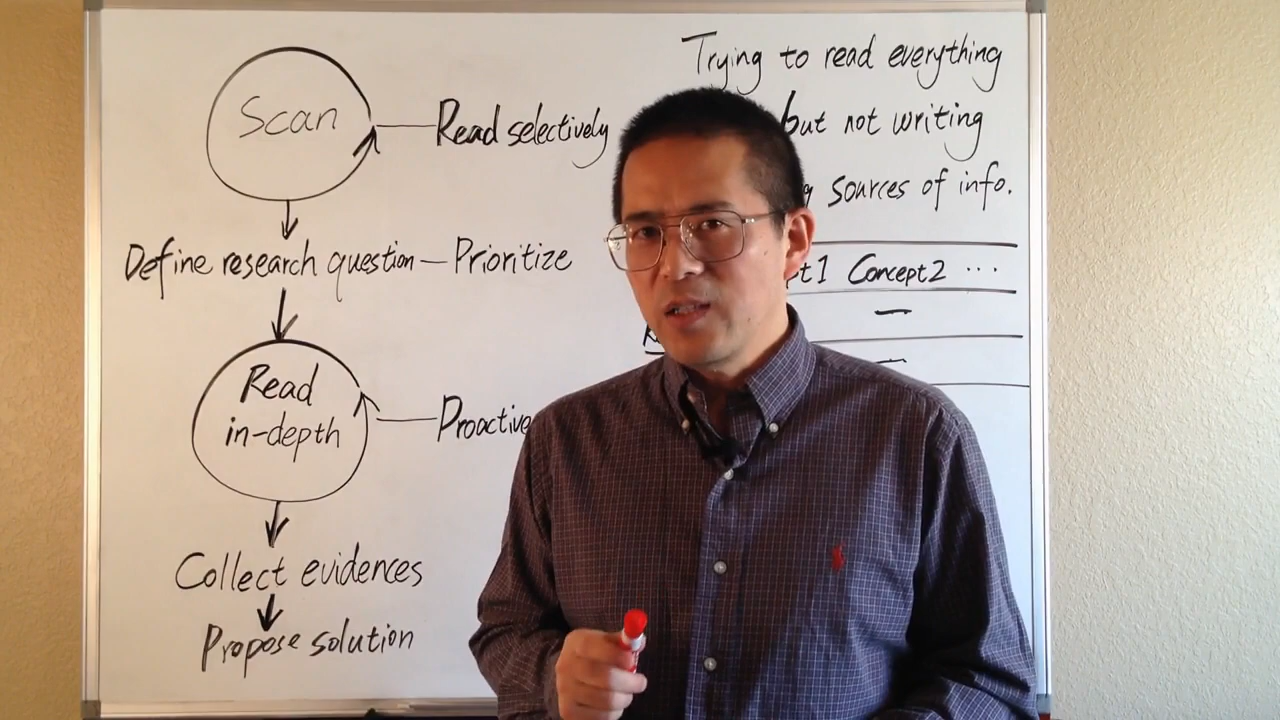 Scan
Read selectively
Define research question — Prioritize
Read
in-depth
Proactive
Collect evidences
Propose solution
Trying to read everything
but not writing
sources of info.
Concept2 ...